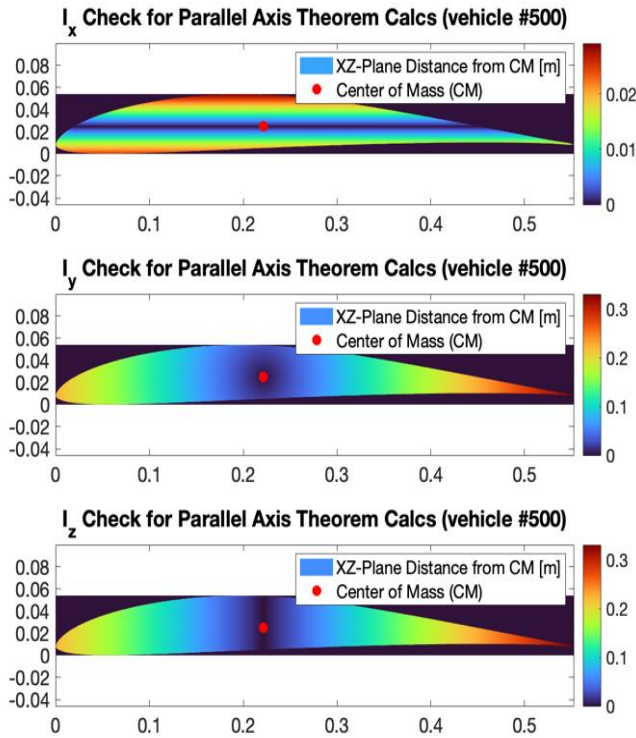 I_x Check for Parallel Axis Theorem Calcs (vehicle #500)
XZ-Plane Distance from CM [m]
Center of Mass (CM)
0.08
0.06
0.04
0.02
0
-0.02
-0.04
0 0.1 0.2 0.3 0.4 0.5
0.02
0.01
0
I_y Check for Parallel Axis Theorem Calcs (vehicle #500)
XZ-Plane Distance from CM [m]
Center of Mass (CM)
0.08
0.06
0.04
0.02
0
-0.02
-0.04
0 0.1 0.2 0.3 0.4 0.5
0.3
0.2
0.1
0
I_z Check for Parallel Axis Theorem Calcs (vehicle #500)
XZ-Plane Distance from CM [m]
Center of Mass (CM)
0.08
0.06
0.04
0.02
0
-0.02
-0.04
0 0.1 0.2 0.3 0.4 0.5
0.3
0.2
0.1
0